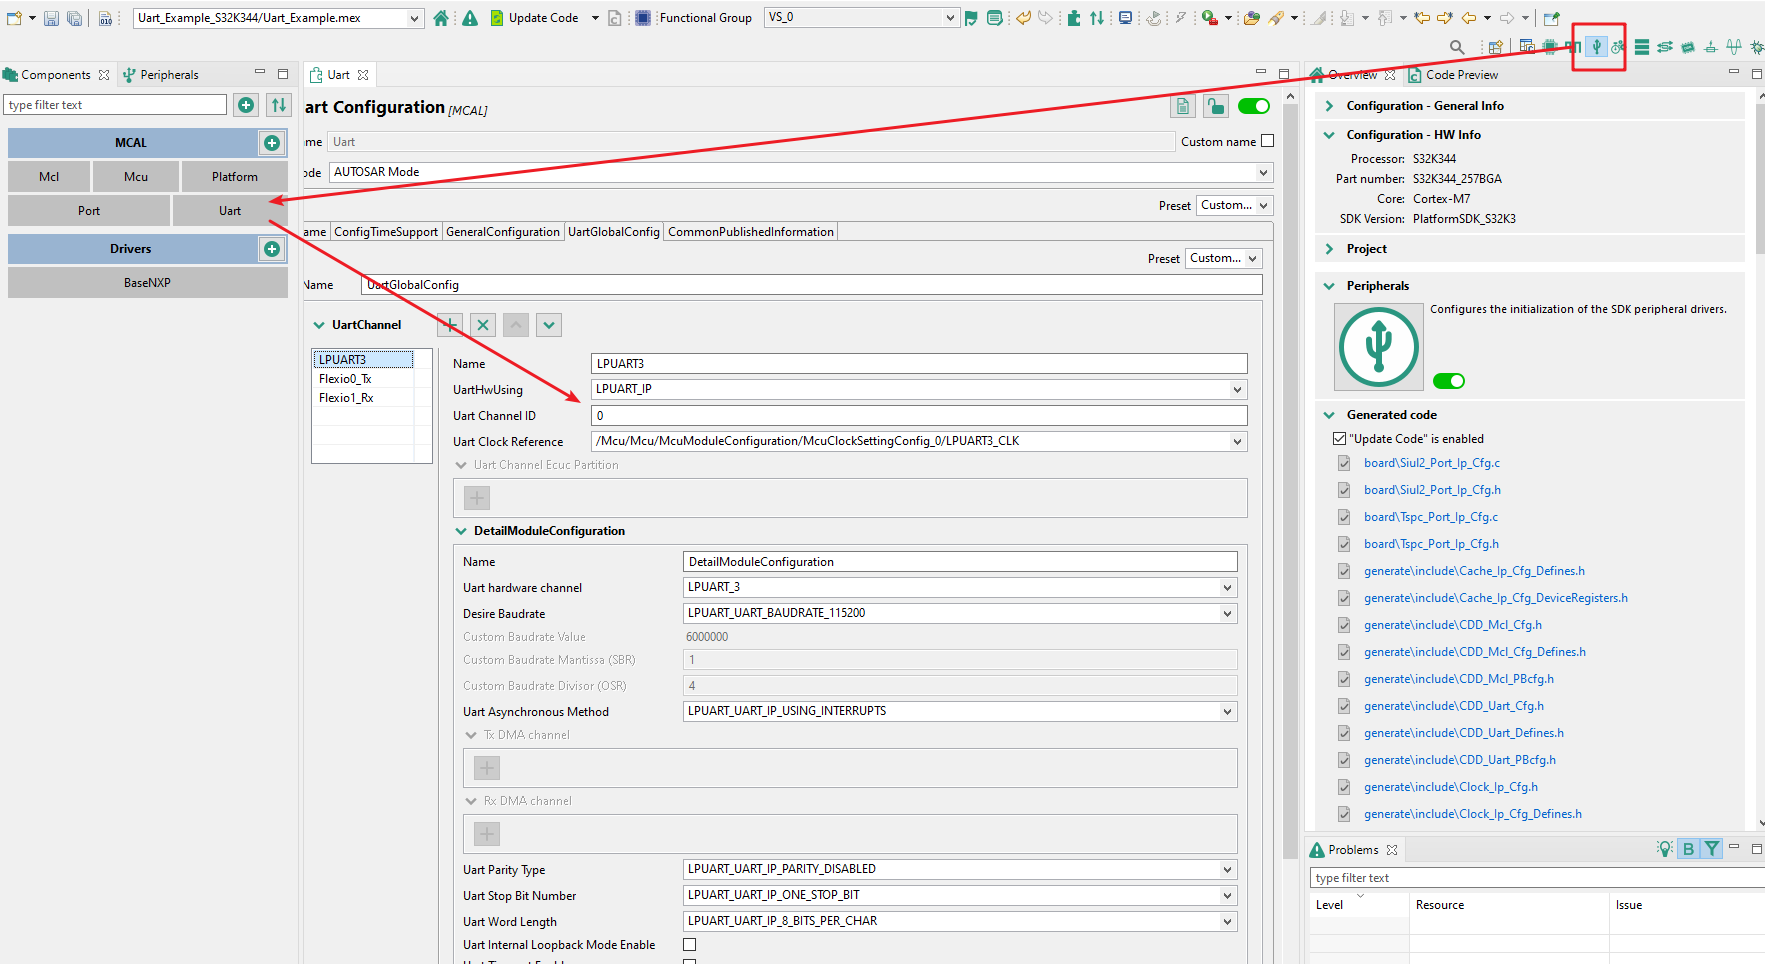 Uart_Example_S32K344/Uart_Example.mex
Update Code
Functional Group
VS_0
Components
Peripherals
type filter text
MCAL
Mcl
Mcu
Platform
Port
Uart
Drivers
BaseNXP
Uart
art Configuration [MCAL]
me
Uart
Custom name
ode
AUTOSAR Mode
Preset
Custom...
ame
ConfigTimeSupport
GeneralConfiguration
UartGlobalConfig
CommonPublishedInformation
Preset
Custom...
Name
UartGlobalConfig
UartChannel
LPUART3
Flexio0_Tx
Flexio1_Rx
Name
LPUART3
UartHwUsing
LPUART_IP
Uart Channel ID
0
Uart Clock Reference
/Mcu/Mcu/McuModuleConfiguration/McuClockSettingConfig_0/LPUART3_CLK
Uart Channel Ecuc Partition
DetailModuleConfiguration
Name
DetailModuleConfiguration
Uart hardware channel
LPUART_3
Desire Baudrate
LPUART_UART_BAUDRATE_115200
Custom Baudrate Value
6000000
Custom Baudrate Mantissa (SBR)
1
Custom Baudrate Divisor (OSR)
4
Uart Asynchronous Method
LPUART_UART_IP_USING_INTERRUPTS
Tx DMA channel
Rx DMA channel
Uart Parity Type
LPUART_UART_IP_PARITY_DISABLED
Uart Stop Bit Number
LPUART_UART_IP_ONE_STOP_BIT
Uart Word Length
LPUART_UART_IP_8_BITS_PER_CHAR
Uart Internal Loopback Mode Enable
Overview
Code Preview
Configuration - General Info
Configuration - HW Info
Processor: S32K344
Part number: S32K344_257BGA
Core: Cortex-M7
SDK Version: PlatformSDK_S32K3
Project
Peripherals
Configures the initialization of the SDK peripheral drivers.
Generated code
"Update Code" is enabled
board\Siul2_Port_Ip_Cfg.c
board\Siul2_Port_Ip_Cfg.h
board\Tspc_Port_Ip_Cfg.c
board\Tspc_Port_Ip_Cfg.h
generate\include\Cache_Ip_Cfg_Defines.h
generate\include\Cache_Ip_Cfg_DeviceRegisters.h
generate\include\CDD_Mcl_Cfg.h
generate\include\CDD_Mcl_Cfg_Defines.h
generate\include\CDD_Mcl_PBcfg.h
generate\include\CDD_Uart_Cfg.h
generate\include\CDD_Uart_Defines.h
generate\include\CDD_Uart_PBcfg.h
generate\include\Clock_Ip_Cfg.h
generate\include\Clock_Ip_Cfg_Defines.h
Problems
B
type filter text
Level
Resource
Issue